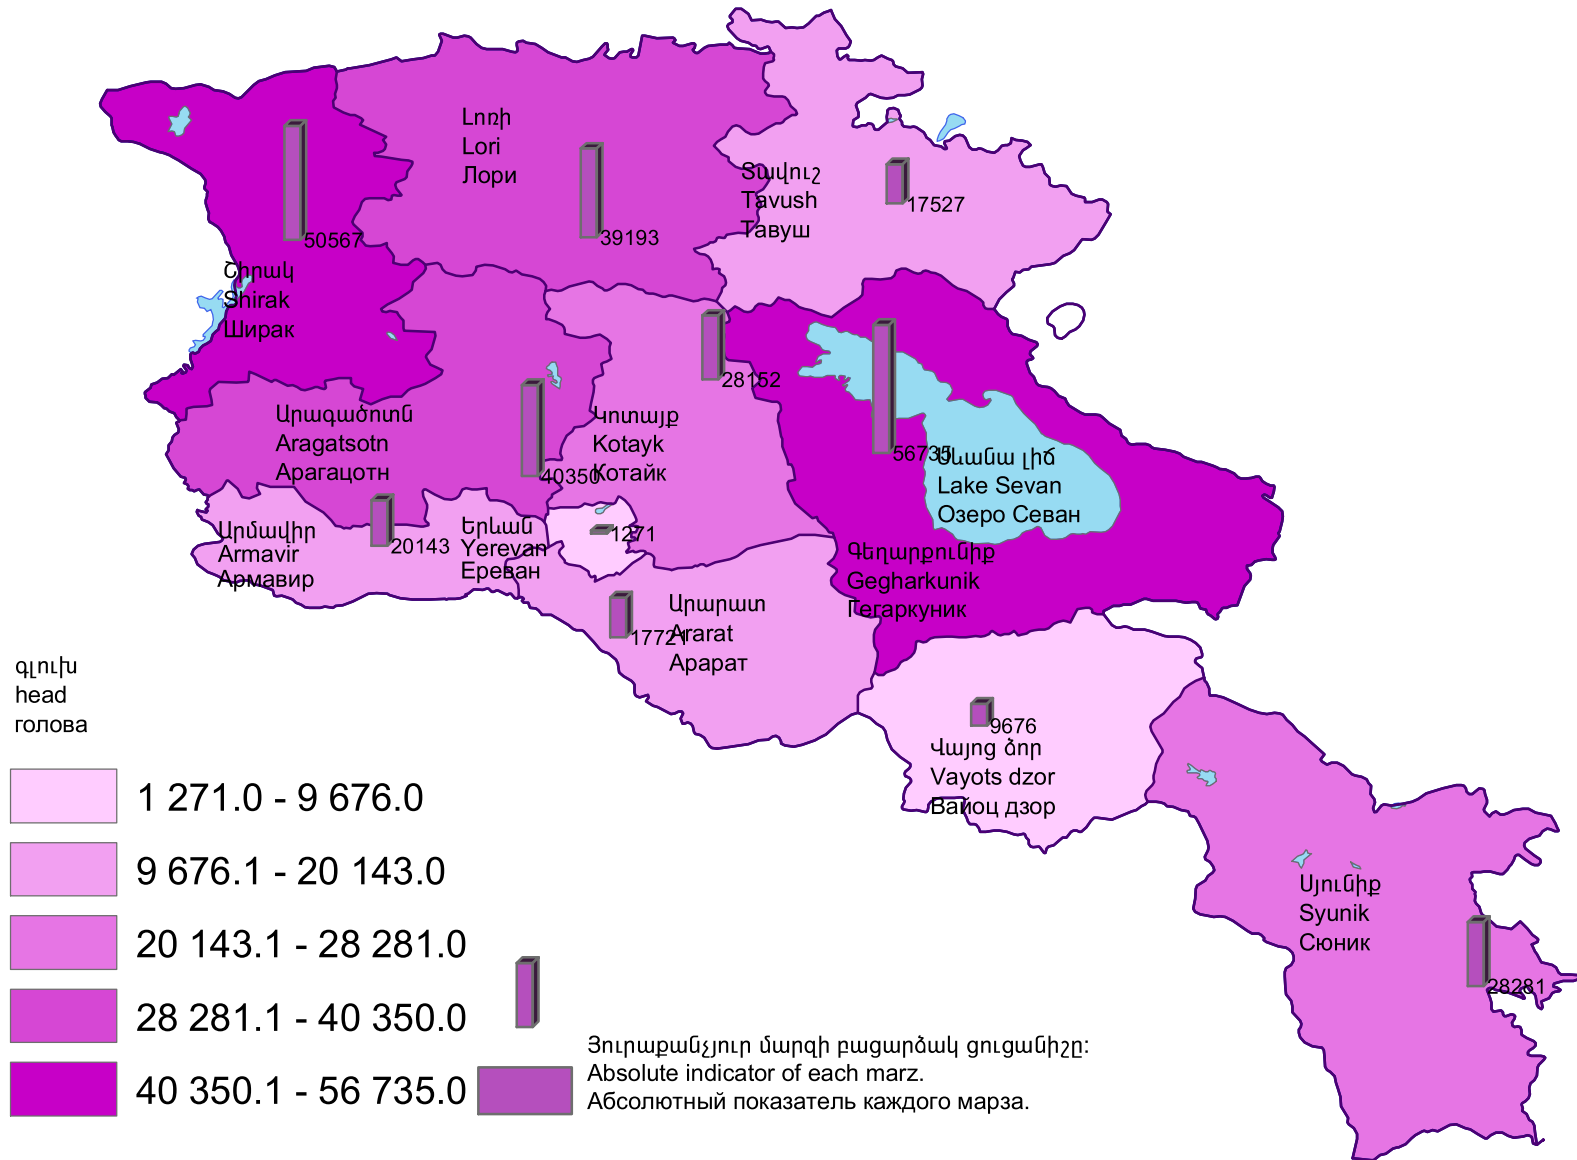 Լոռի
Lori
Лори
Տավուշ
Tavush
Тавуш
17527
50567
39193
Շիրակ
Shirak
Ширак
28152
Արագածոտն
Aragatsotn
Арагацотн
40350
Կոտայք
Kotayk
Котайк
56735
Սևանա լիճ
Lake Sevan
Озеро Севан
Արմավիր
Armavir
Армавир
20143
Երևան
Yerevan
Ереван
1271
Գեղարքունիք
Gegharkunik
Гегаркуник
Արարատ
Ararat
Арарат
17721
9676
Վայոց ձոր
Vayots dzor
Вайоц дзор
Սյունիք
Syunik
Сюник
28281
գլուխ
head
голова
1 271.0 - 9 676.0
9 676.1 - 20 143.0
20 143.1 - 28 281.0
28 281.1 - 40 350.0
40 350.1 - 56 735.0
Յուրաքանչյուր մարզի բացարձակ ցուցանիշը:
Absolute indicator of each marz.
Абсолютный показатель каждого марза.